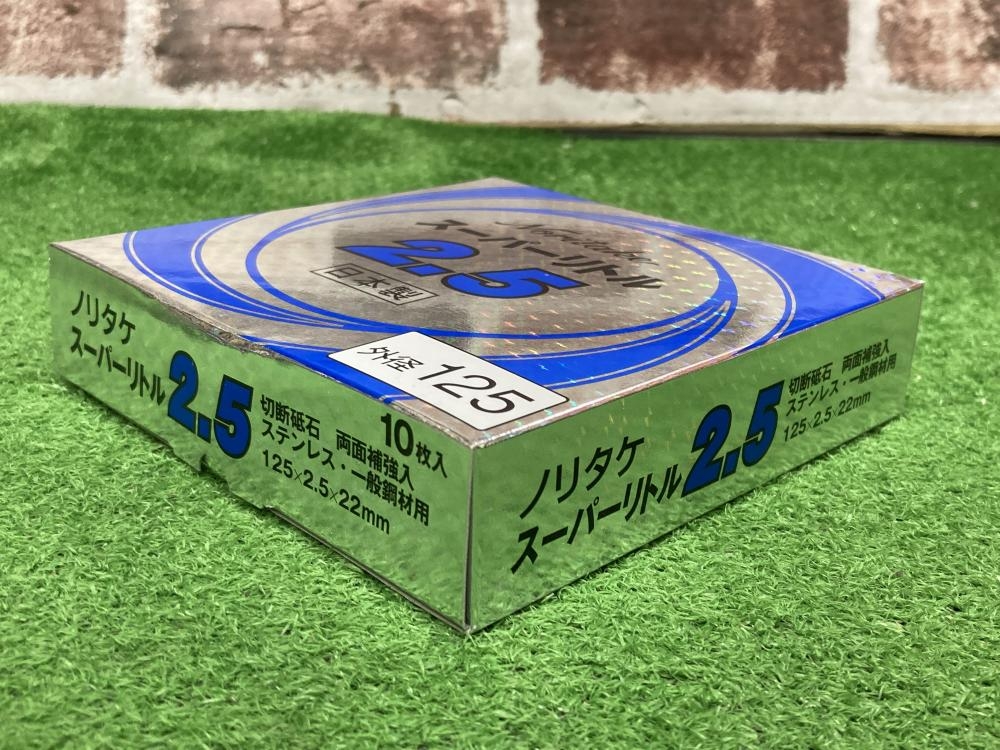 Noritake
スーパーリトル
2.5
日本製
外径 125
ノリタケ
スーパーリトル 2.5
切断砥石 両面補強入
ステンレス・一般鋼材用
125×2.5×22mm
10枚入
ノリタケ
スーパーリトル 2.5
切断砥石 両面補強入
ステンレス・一般鋼材用
125×2.5×22mm